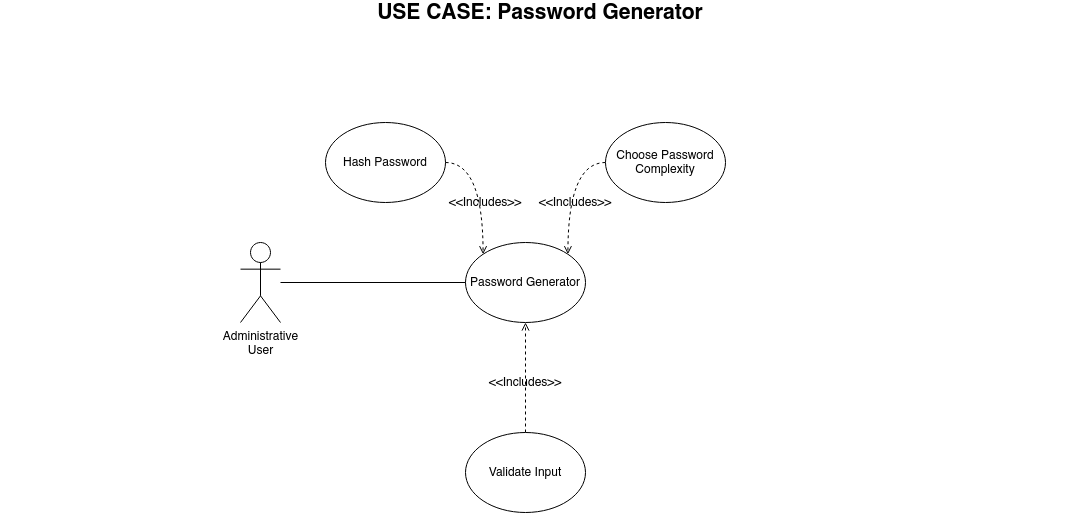 USE CASE: Password Generator
Hash Password
Choose Password
Complexity
<<Includes>>
<<Includes>>
Password Generator
Administrative
User
<<Includes>>
Validate Input